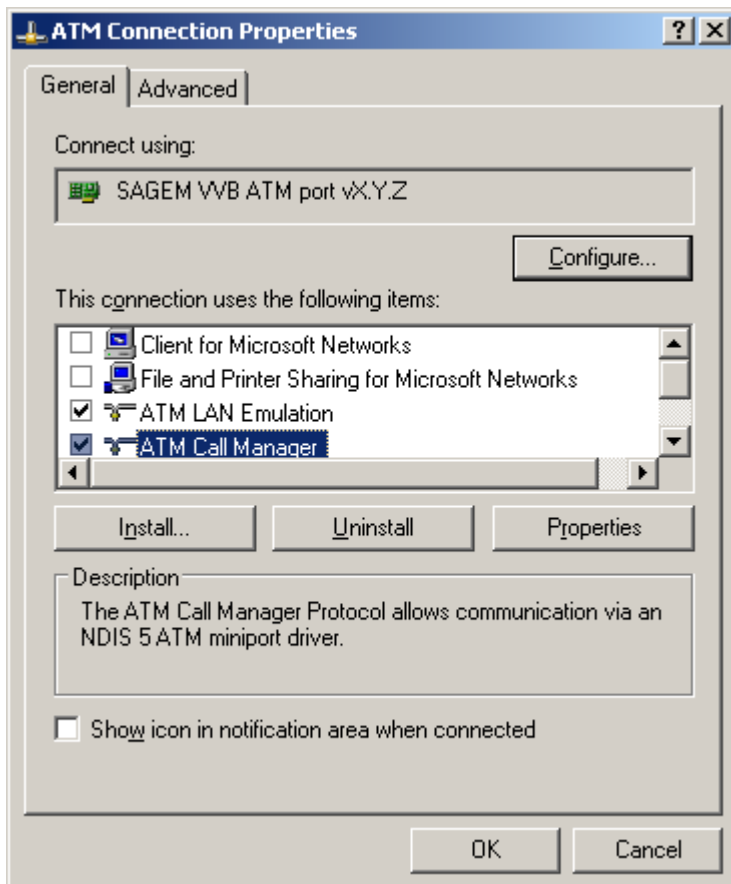 ATM Connection Properties
General
Advanced
Connect using:
SAGEM VVB ATM port vX.Y.Z
Configure...
This connection uses the following items:
Client for Microsoft Networks
File and Printer Sharing for Microsoft Networks
ATM LAN Emulation
ATM Call Manager
Install...
Uninstall
Properties
Description
The ATM Call Manager Protocol allows communication via an
NDIS 5 ATM miniport driver.
Show icon in notification area when connected
OK
Cancel